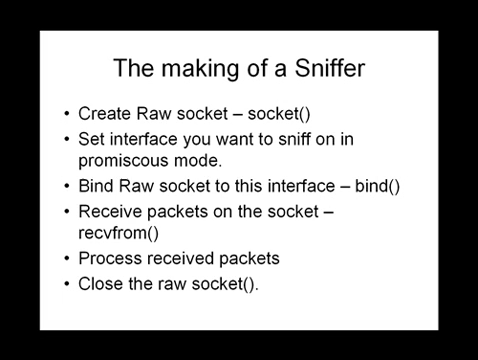 The making of a Sniffer
• Create Raw socket – socket()
• Set interface you want to sniff on in
promiscous mode.
• Bind Raw socket to this interface – bind()
• Receive packets on the socket –
recvfrom()
• Process received packets
• Close the raw socket().